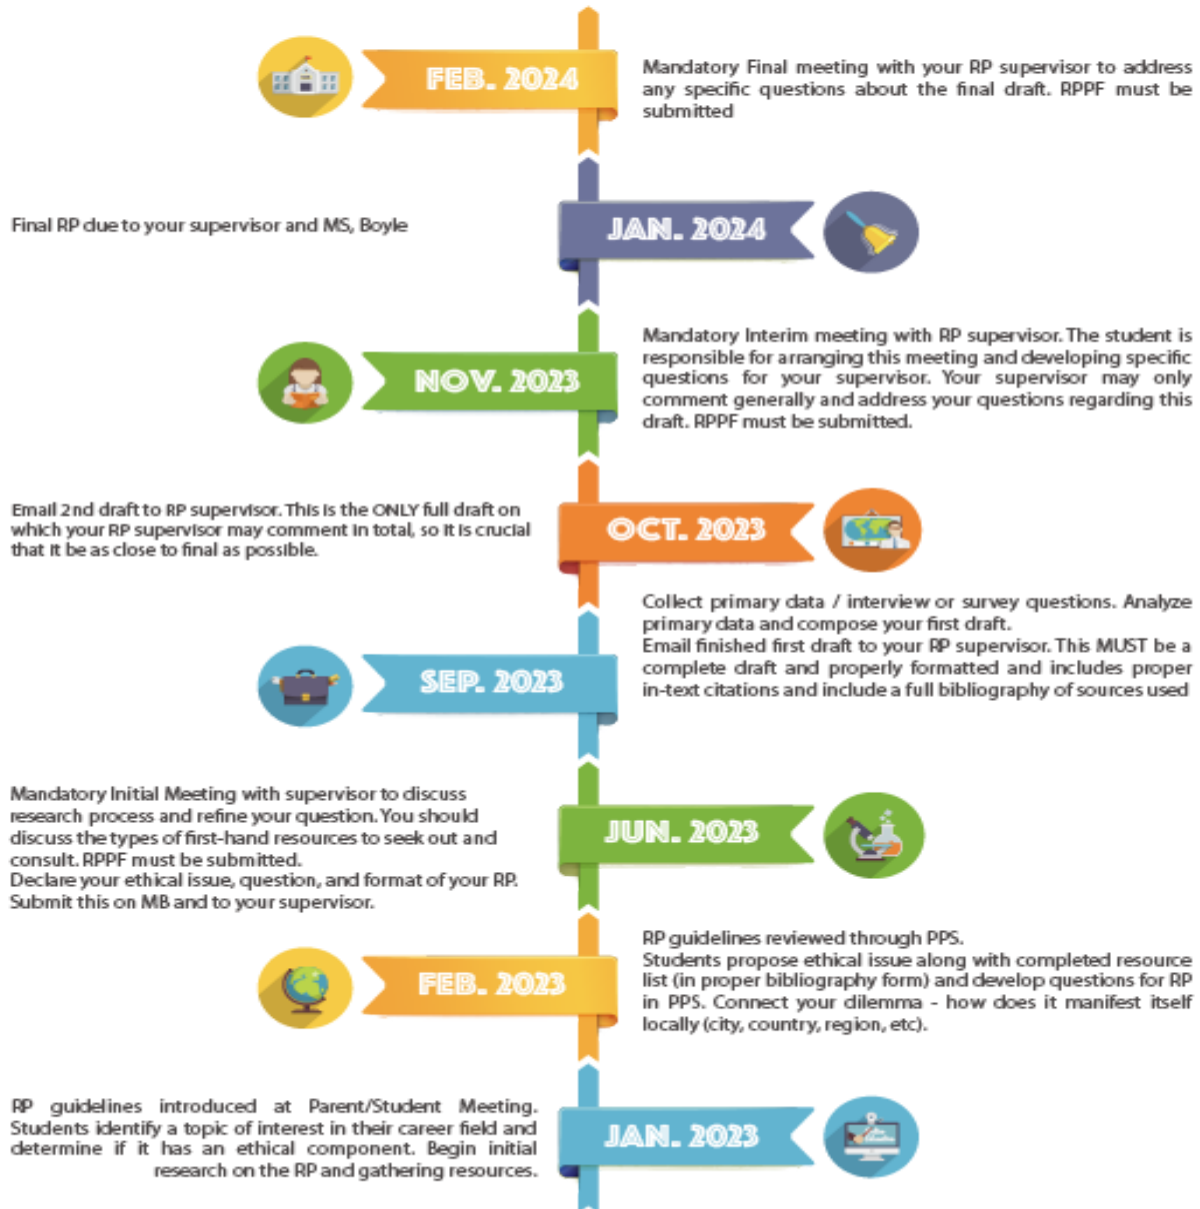 FEB. 2024
Mandatory Final meeting with your RP supervisor to address
any specific questions about the final draft. RPPF must be
submitted
Final RP due to your supervisor and MS, Boyle
JAN. 2024
Mandatory Interim meeting with RP supervisor. The student is
responsible for arranging this meeting and developing specific
questions for your supervisor. Your supervisor may only
comment generally and address your questions regarding this
draft. RPPF must be submitted.
NOV. 2023
Email 2nd draft to RP supervisor. This is the ONLY full draft on
which your RP supervisor may comment in total, so it is crucial
that it be as close to final as possible.
OCT. 2023
Collect primary data / interview or survey questions. Analyze
primary data and compose your first draft.
Email finished first draft to your RP supervisor. This MUST be a
complete draft and properly formatted and includes proper
in-text citations and include a full bibliography of sources used
SEP. 2023
Mandatory Initial Meeting with supervisor to discuss
research process and refine your question. You should
discuss the types of first-hand resources to seek out and
consult. RPPF must be submitted.
Declare your ethical issue, question, and format of your RP.
Submit this on MB and to your supervisor.
JUN. 2023
RP guidelines reviewed through PPS.
Students propose ethical issue along with completed resource
list (in proper bibliography form) and develop questions for RP
in PPS. Connect your dilemma - how does it manifest itself
locally (city, country, region, etc).
FEB. 2023
RP guidelines introduced at Parent/Student Meeting.
Students identify a topic of interest in their career field and
determine if it has an ethical component. Begin initial
research on the RP and gathering resources.
JAN. 2023